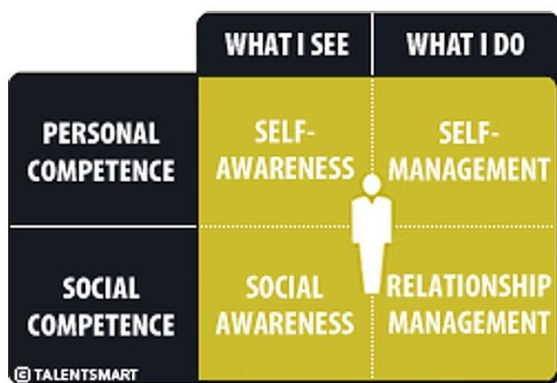 WHAT I SEE WHAT I DO
PERSONAL COMPETENCE
SELF-AWARENESS
SELF-MANAGEMENT
SOCIAL COMPETENCE
SOCIAL AWARENESS
RELATIONSHIP MANAGEMENT
© TALENTSMART